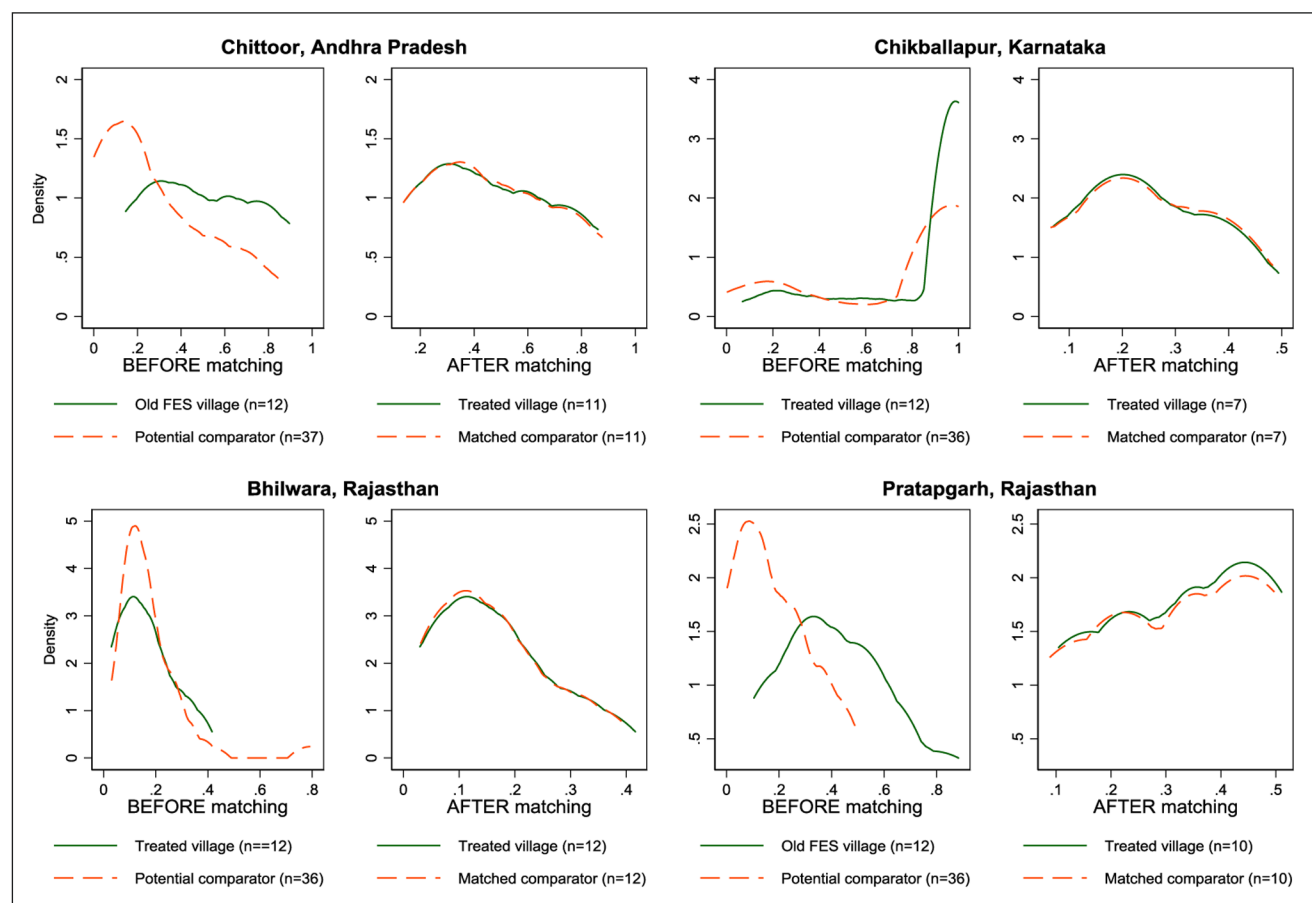 Chittoor, Andhra Pradesh
Chikballapur, Karnataka
Density
2
1.5
1
.5
0
0 .2 .4 .6 .8 1
BEFORE matching
2
1.5
1
.5
0
.2 .4 .6 .8 1
AFTER matching
4
3
2
1
0
0 .2 .4 .6 .8 1
BEFORE matching
4
3
2
1
0
.1 .2 .3 .4 .5
AFTER matching
Old FES village (n=12)
Potential comparator (n=37)
Treated village (n=11)
Matched comparator (n=11)
Treated village (n=12)
Potential comparator (n=36)
Treated village (n=7)
Matched comparator (n=7)
Bhilwara, Rajasthan
Pratapgarh, Rajasthan
Density
5
4
3
2
1
0
0 .2 .4 .6 .8
BEFORE matching
5
4
3
2
1
0
0 .1 .2 .3 .4
AFTER matching
2.5
2
1.5
1
.5
0 .2 .4 .6 .8
BEFORE matching
2.5
2
1.5
1
.5
.1 .2 .3 .4 .5
AFTER matching
Treated village (n==12)
Potential comparator (n=36)
Treated village (n=12)
Matched comparator (n=12)
Old FES village (n=12)
Potential comparator (n=36)
Treated village (n=10)
Matched comparator (n=10)